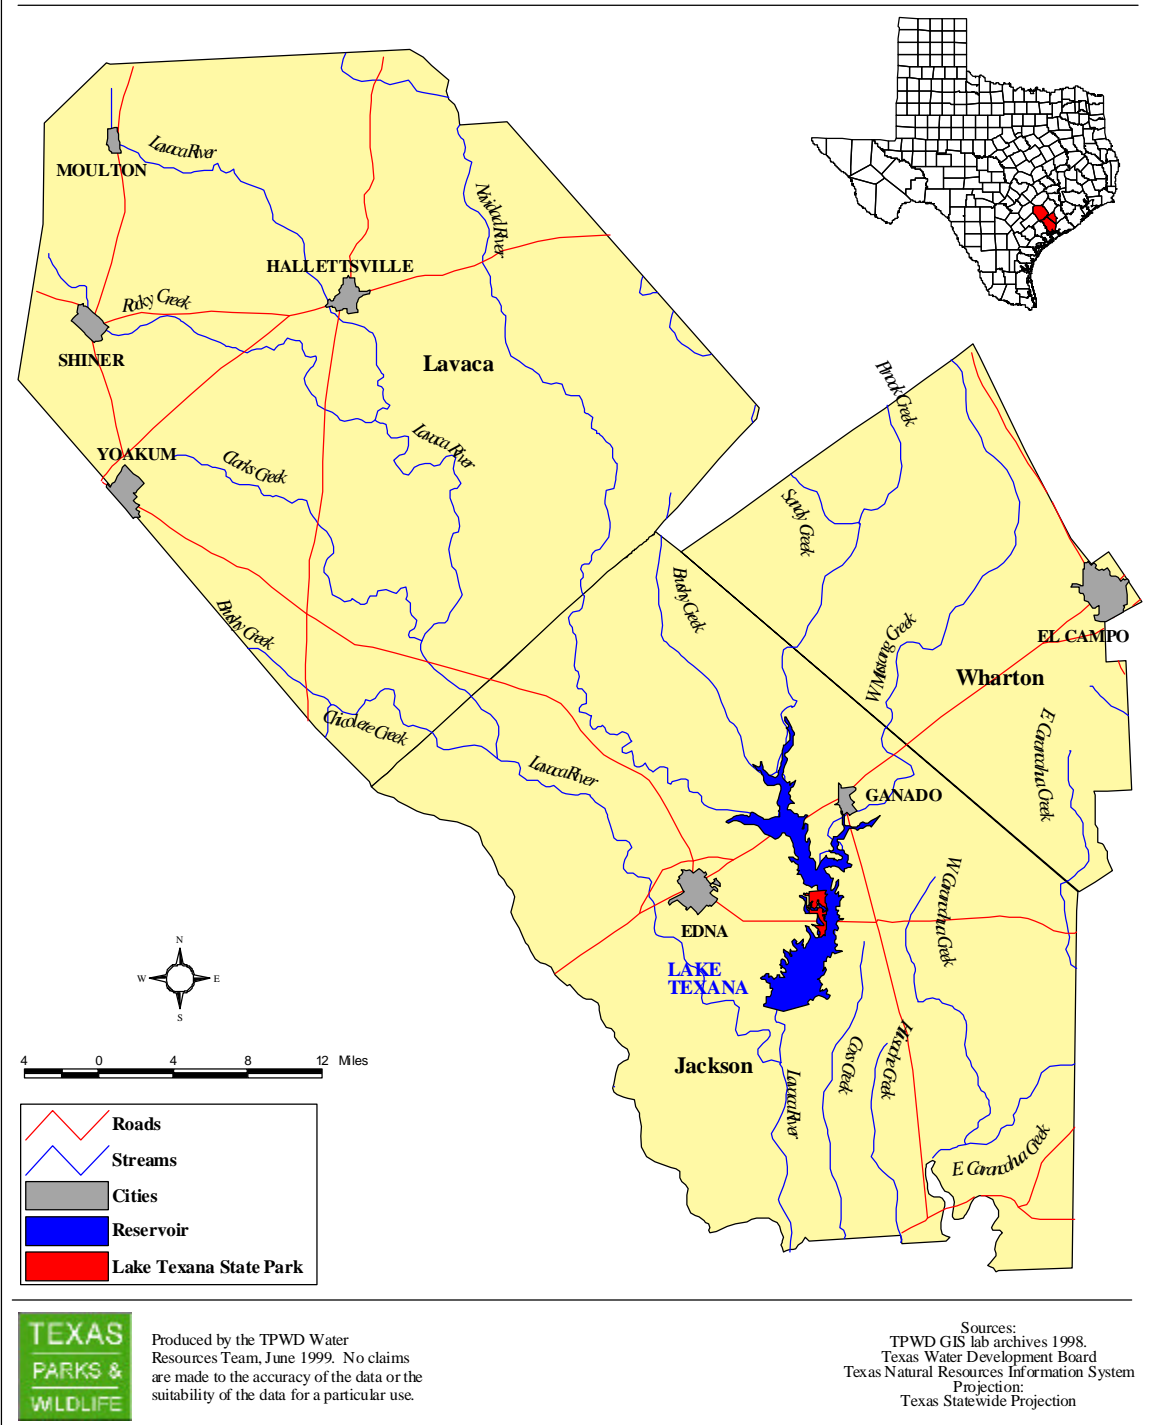 MOULTON
Lavaca River
Navidad River
HALLETTSVILLE
Rocky Creek
SHINER
Lavaca
Pinoak Creek
YOAKUM
Clarks Creek
Lavaca River
Sandy Creek
Brushy Creek
Brushy Creek
W. Mustang Creek
EL CAMPO
Wharton
Chicolete Creek
E. Carancahua Creek
Lavaca River
GANADO
W. Carancahua Creek
EDNA
LAKE
TEXANA
N
W
E
S
Jackson
Cox Creek
Lavaca River
E. Carancahua Creek
4 0 4 8 12 Miles
Roads
Streams
Cities
Reservoir
Lake Texana State Park
TEXAS
PARKS &
WILDLIFE
Produced by the TPWD Water
Resources Team, June 1999. No claims
are made to the accuracy of the data or the
suitability of the data for a particular use.
Sources:
TPWD GIS lab archives 1998.
Texas Water Development Board
Texas Natural Resources Information System
Projection:
Texas Statewide Projection